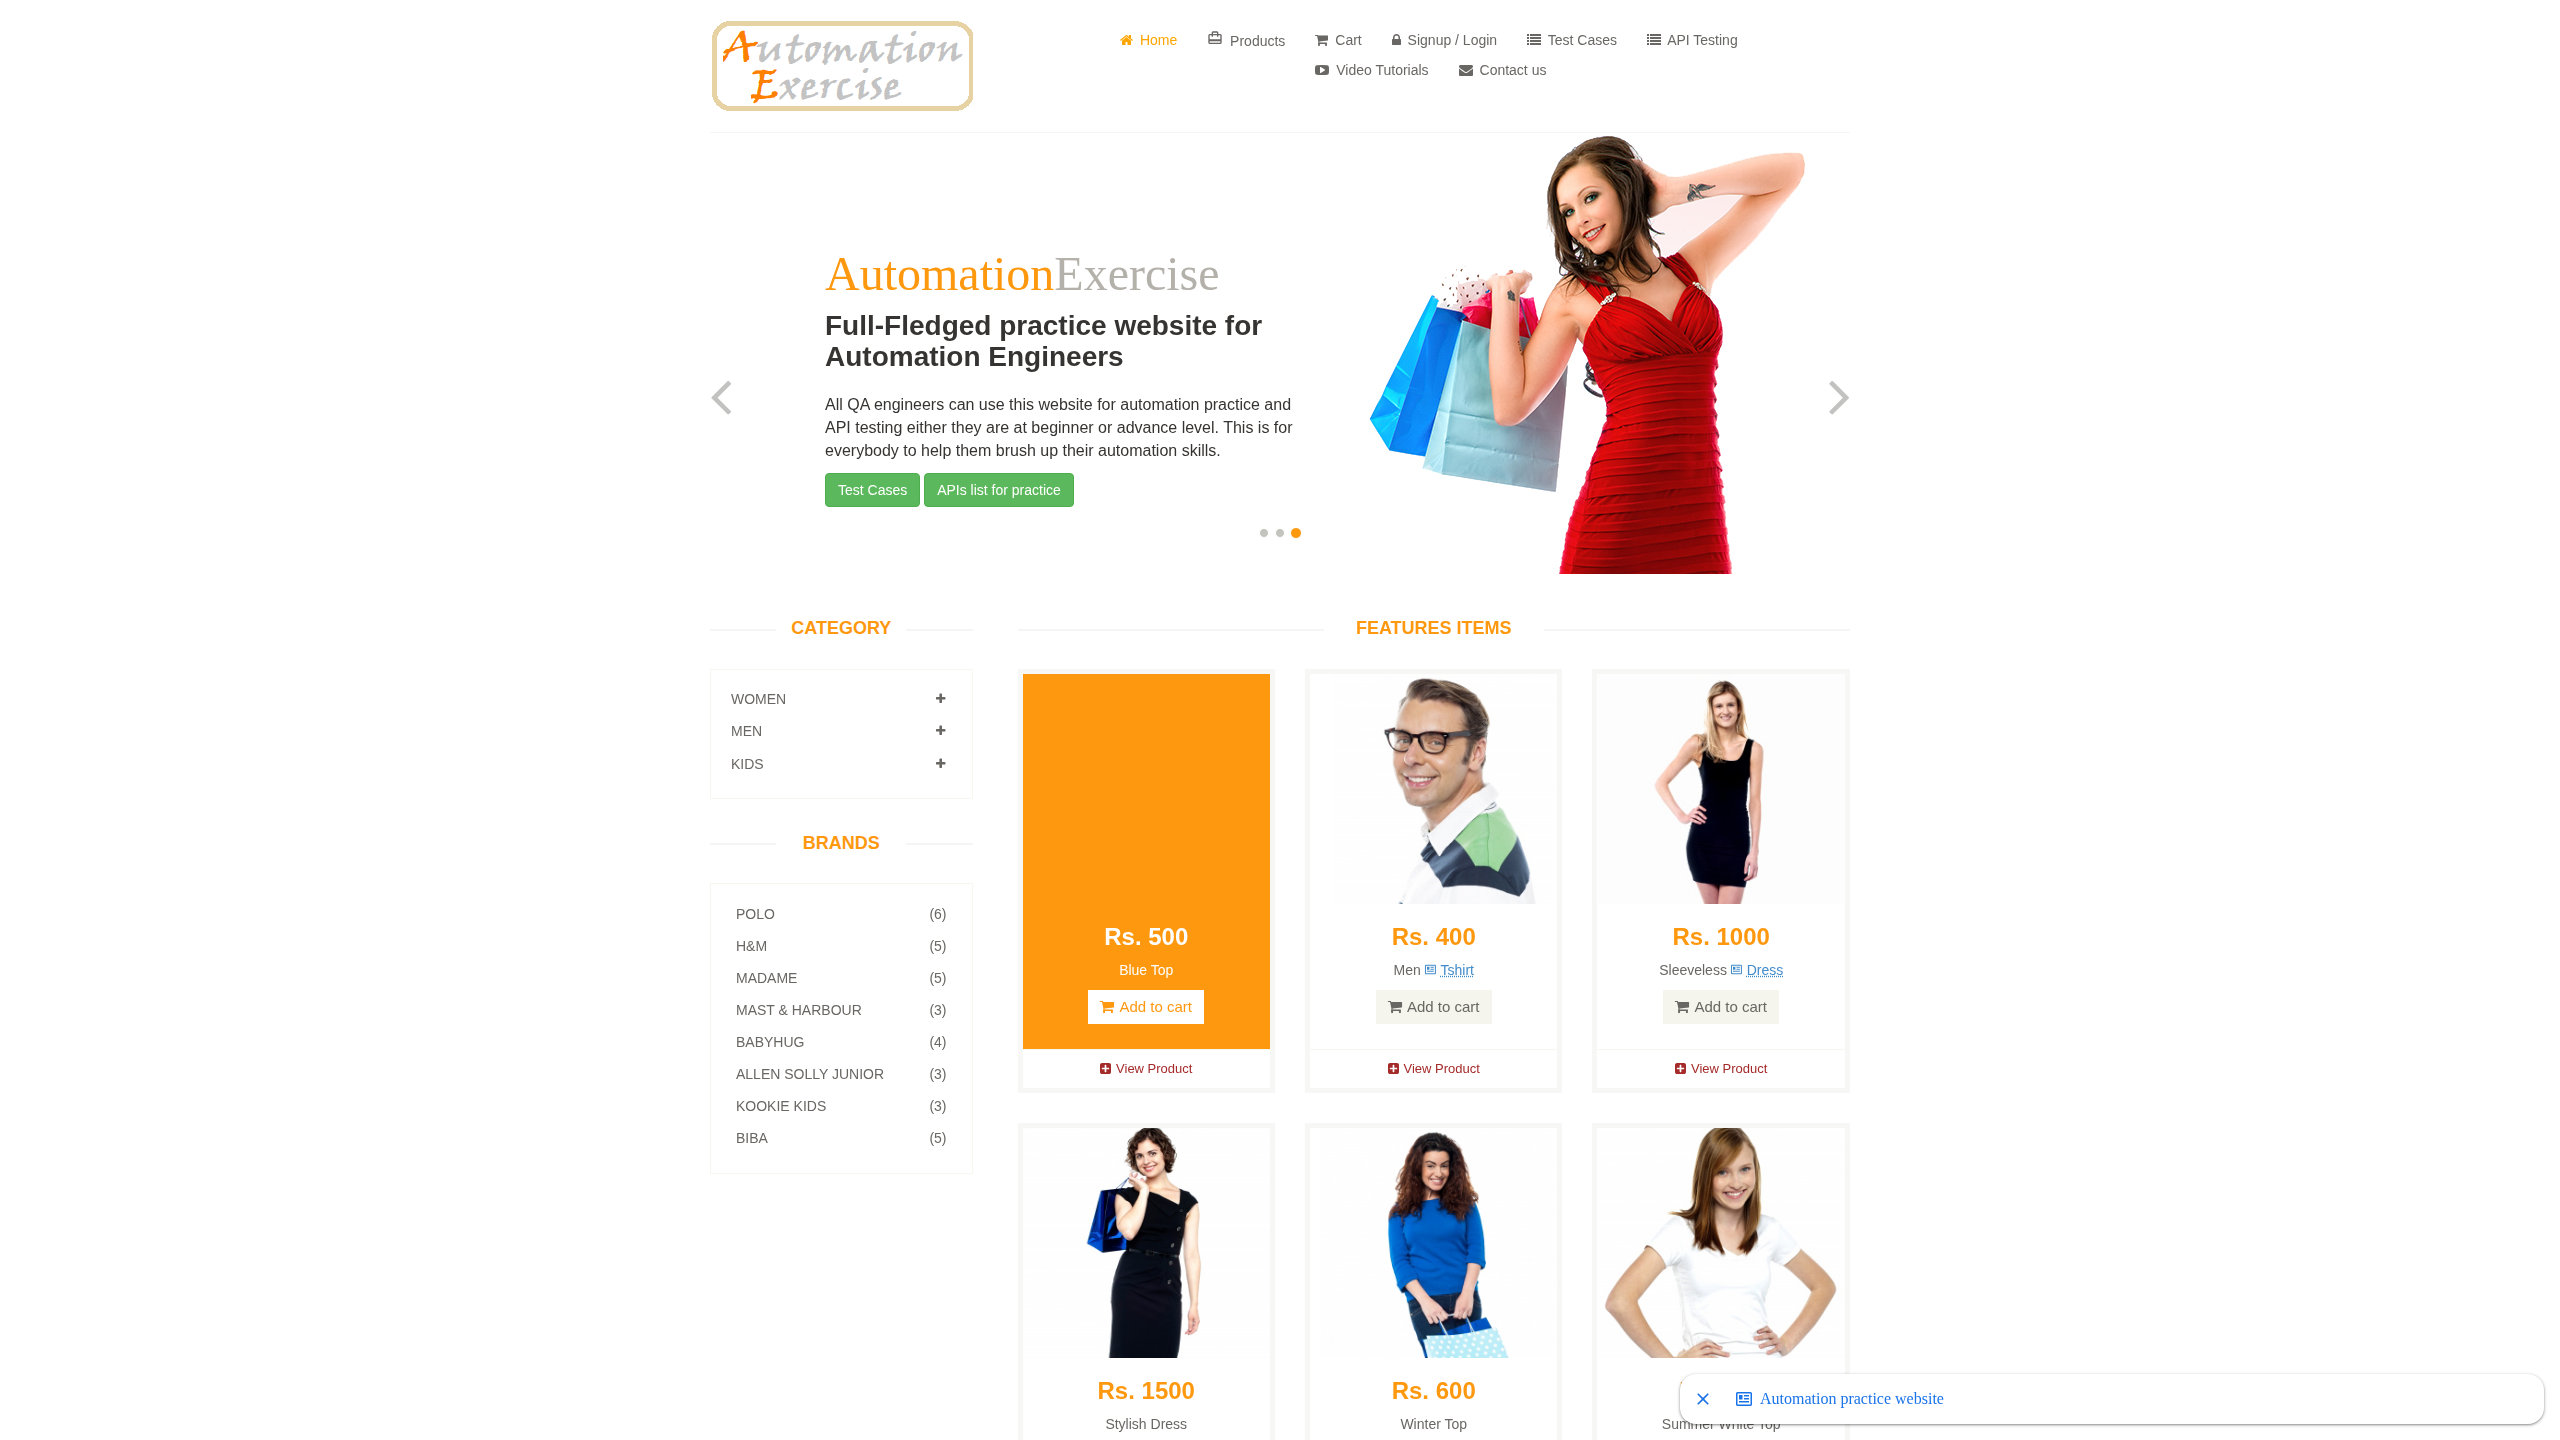 Automation
Exercise
Home Products Cart Signup / Login Test Cases API Testing
Video Tutorials Contact us
AutomationExercise
Full-Fledged practice website for
Automation Engineers
All QA engineers can use this website for automation practice and
API testing either they are at beginner or advance level. This is for
everybody to help them brush up their automation skills.
Test Cases APIs list for practice
CATEGORY
WOMEN
MEN
KIDS
BRANDS
POLO (6)
H&M (5)
MADAME (5)
MAST & HARBOUR (3)
BABYHUG (4)
ALLEN SOLLY JUNIOR (3)
KOOKIE KIDS (3)
BIBA (5)
FEATURES ITEMS
Rs. 500
Blue Top
Add to cart
View Product
Rs. 400
Men Tshirt
Add to cart
View Product
Rs. 1000
Sleeveless Dress
Add to cart
View Product
Rs. 1500
Stylish Dress
Rs. 600
Winter Top
Summer White Top
Automation practice website